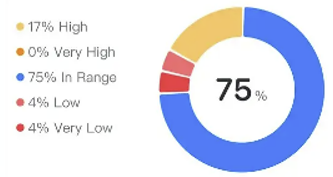 17% High
0% Very High
75% In Range
4% Low
4% Very Low
75 %